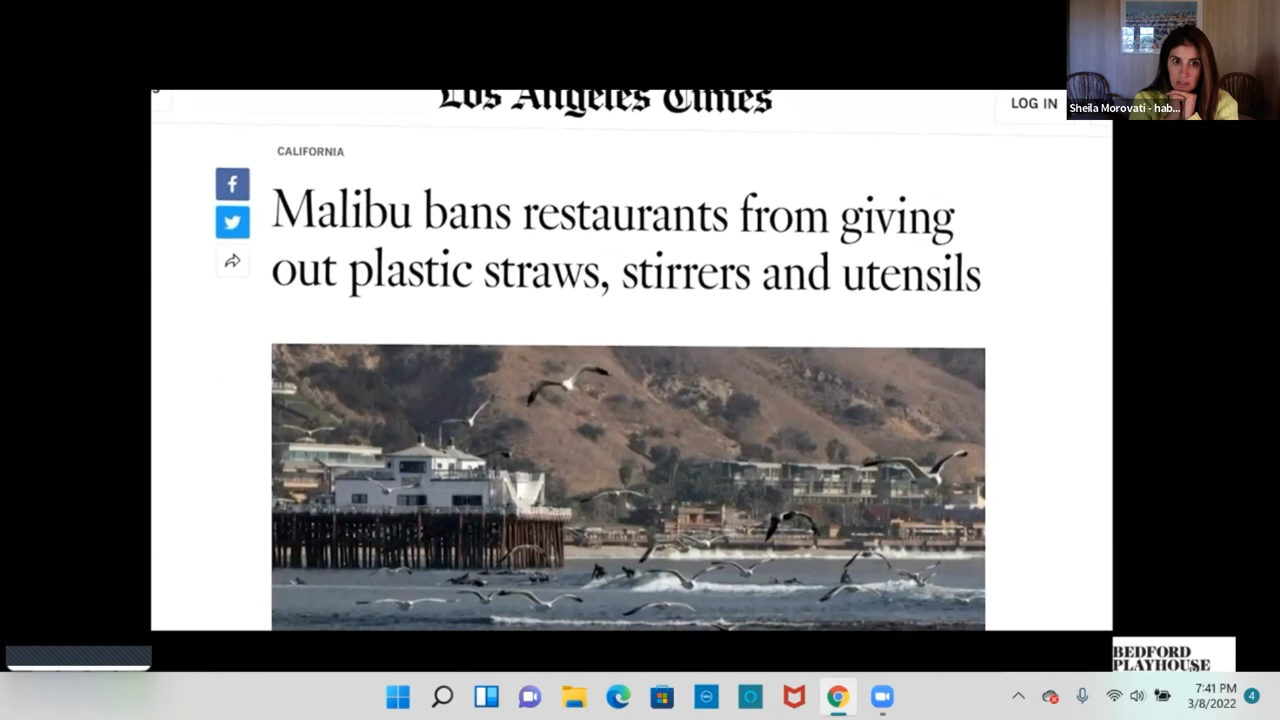 Los Angeles Times
LOG IN
Sheila Morovati - hab...
CALIFORNIA
Malibu bans restaurants from giving
out plastic straws, stirrers and utensils
BEDFORD
PLAYHOUSE
7:41 PM
3/8/2022
4